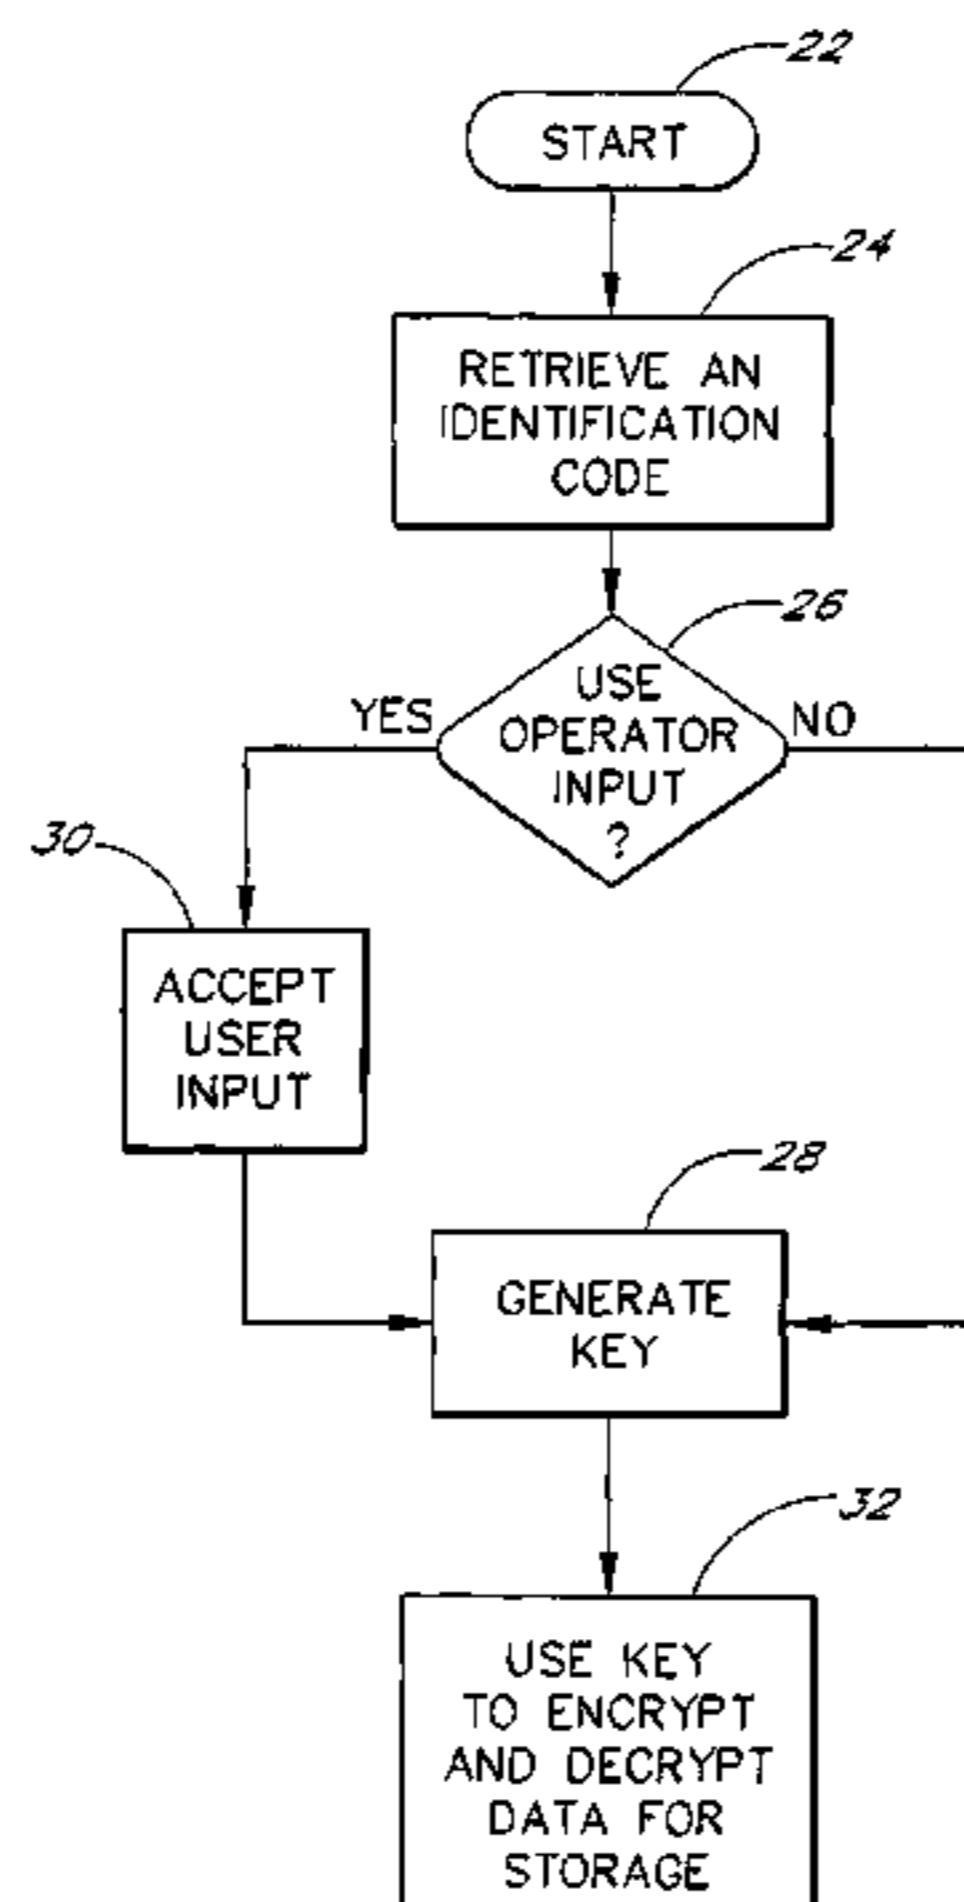 22
START
24
RETRIEVE AN
IDENTIFICATION
CODE
26
USE
OPERATOR
INPUT
?
YES
NO
30
ACCEPT
USER
INPUT
28
GENERATE
KEY
32
USE KEY
TO ENCRYPT
AND DECRYPT
DATA FOR
STORAGE